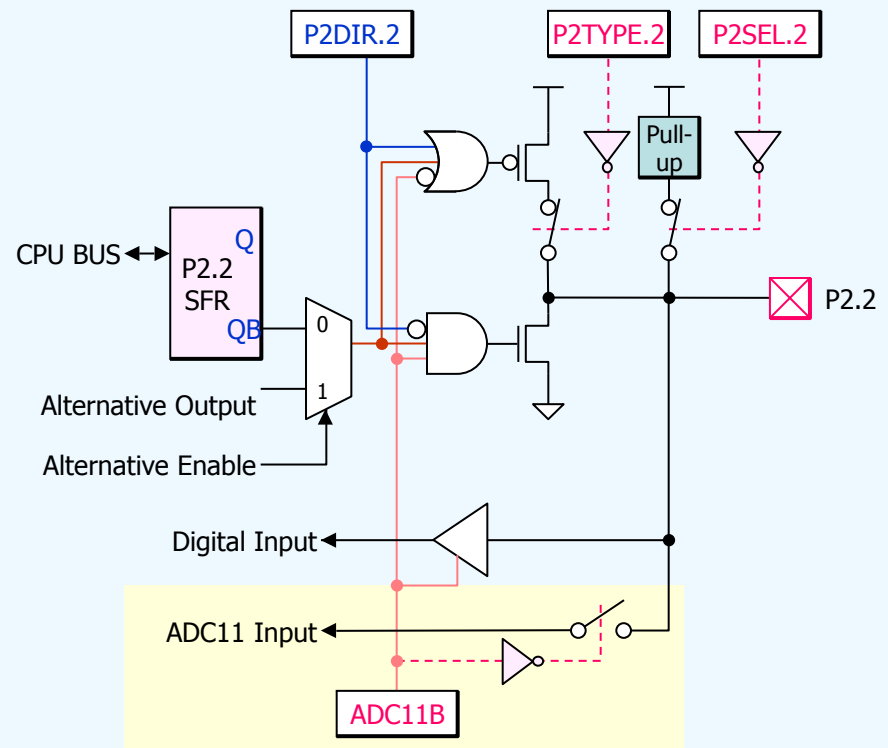 P2DIR.2
P2TYPE.2
P2SEL.2
Pull-
up
CPU BUS
Q
P2.2
SFR
QB
0
1
P2.2
Alternative Output
Alternative Enable
Digital Input
ADC11 Input
ADC11B